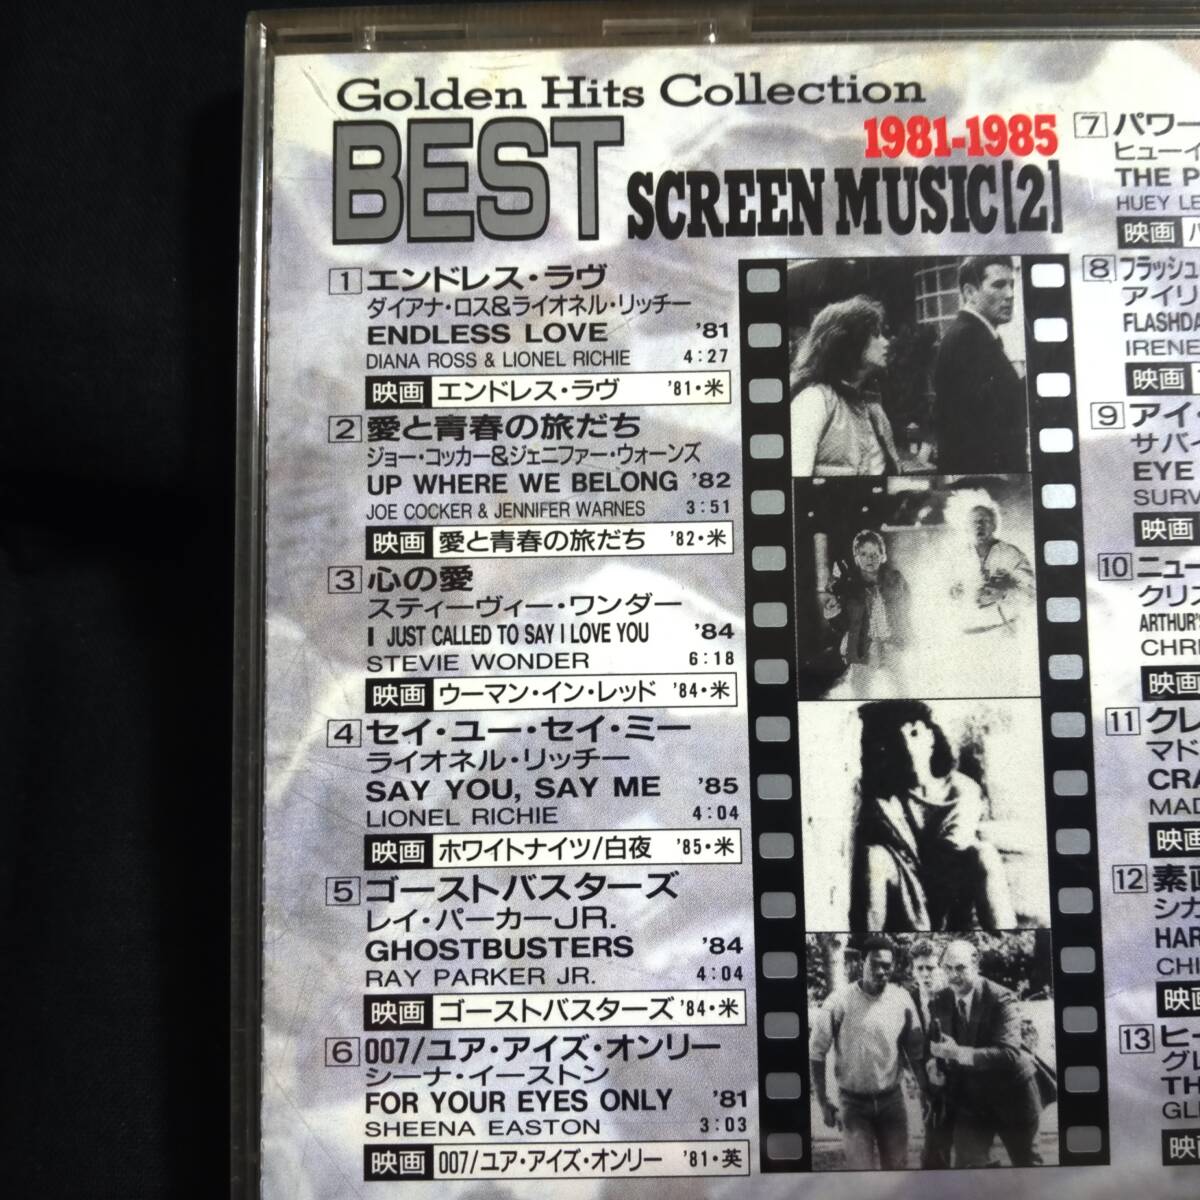 Golden Hits Collection
BEST
1981-1985
SCREEN MUSIC[2]
1 エンドレス・ラヴ
ダイアナ・ロス&ライオネル・リッチー
ENDLESS LOVE '81
DIANA ROSS & LIONEL RICHIE 4:27
映画 エンドレス・ラヴ '81・米
2 愛と青春の旅だち
ジョー・コッカー&ジェニファー・ウォーンズ
UP WHERE WE BELONG '82
JOE COCKER & JENNIFER WARNES 3:51
映画 愛と青春の旅だち '82・米
3 心の愛
スティーヴィー・ワンダー
I JUST CALLED TO SAY I LOVE YOU '84
STEVIE WONDER 6:18
映画 ウーマン・イン・レッド '84・米
4 セイ・ユー・セイ・ミー
ライオネル・リッチー
SAY YOU, SAY ME '85
LIONEL RICHIE 4:04
映画 ホワイトナイツ/白夜 '85・米
5 ゴーストバスターズ
レイ・パーカーJR.
GHOSTBUSTERS '84
RAY PARKER JR. 4:04
映画 ゴーストバスターズ '84・米
6 007/ユア・アイズ・オンリー
シーナ・イーストン
FOR YOUR EYES ONLY '81
SHEENA EASTON 3:03
映画 007/ユア・アイズ・オンリー '81・英
7 パワー
ヒューイ
THE P
HUEY LE
映画
8 フラッシュ
アイリ
FLASHDA
IRENE
映画
9 アイ・
サバ
EYE
SURV
映画
10 ニュー
クリス
ARTHUR'S
CHRI
映画
11 クレ
マド
CRA
MAD
映画
12 素
シカ
HAR
CHI
映画
13 ヒ
グレ
TH
GLE
映画